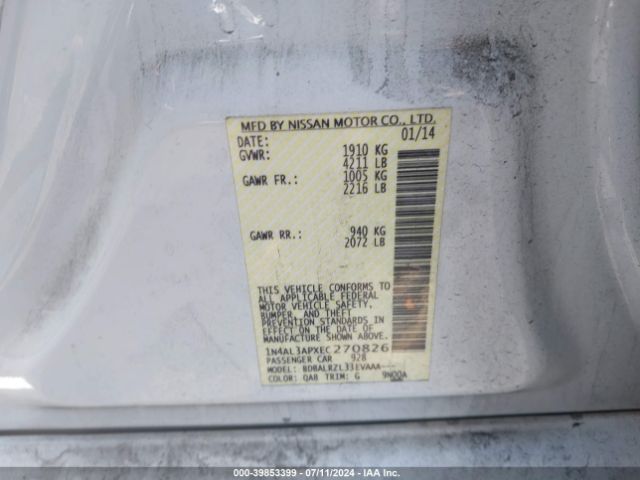 MFD BY NISSAN MOTOR CO., LTD.
DATE: 01/14
GVWR: 1910 KG
4211 LB
GAWR FR.: 1005 KG
2216 LB
GAWR RR.: 940 KG
2072 LB
THIS VEHICLE CONFORMS TO
ALL APPLICABLE FEDERAL
MOTOR VEHICLE SAFETY,
BUMPER, AND THEFT
PREVENTION STANDARDS
IN EFFECT ON THE DATE OF
MANUFACTURE SHOWN ABOVE.
1N4AL3APXEC270826
PASSENGER CAR 928
MODEL: BDBALRZL33EVAAA----
COLOR: QAB TRIM: G 9N00A
000-39853399 / 07/11/2024 - IAA Inc.